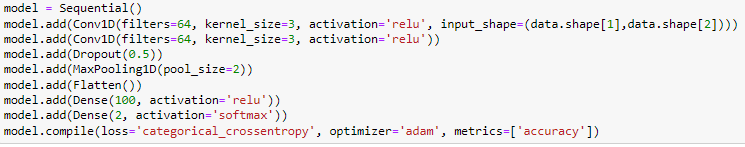 model = Sequential()
model.add(Conv1D(filters=64, kernel_size=3, activation='relu', input_shape=(data.shape[1],data.shape[2])))
model.add(Conv1D(filters=64, kernel_size=3, activation='relu'))
model.add(Dropout(0.5))
model.add(MaxPooling1D(pool_size=2))
model.add(Flatten())
model.add(Dense(100, activation='relu'))
model.add(Dense(2, activation='softmax'))
model.compile(loss='categorical_crossentropy', optimizer='adam', metrics=['accuracy'])